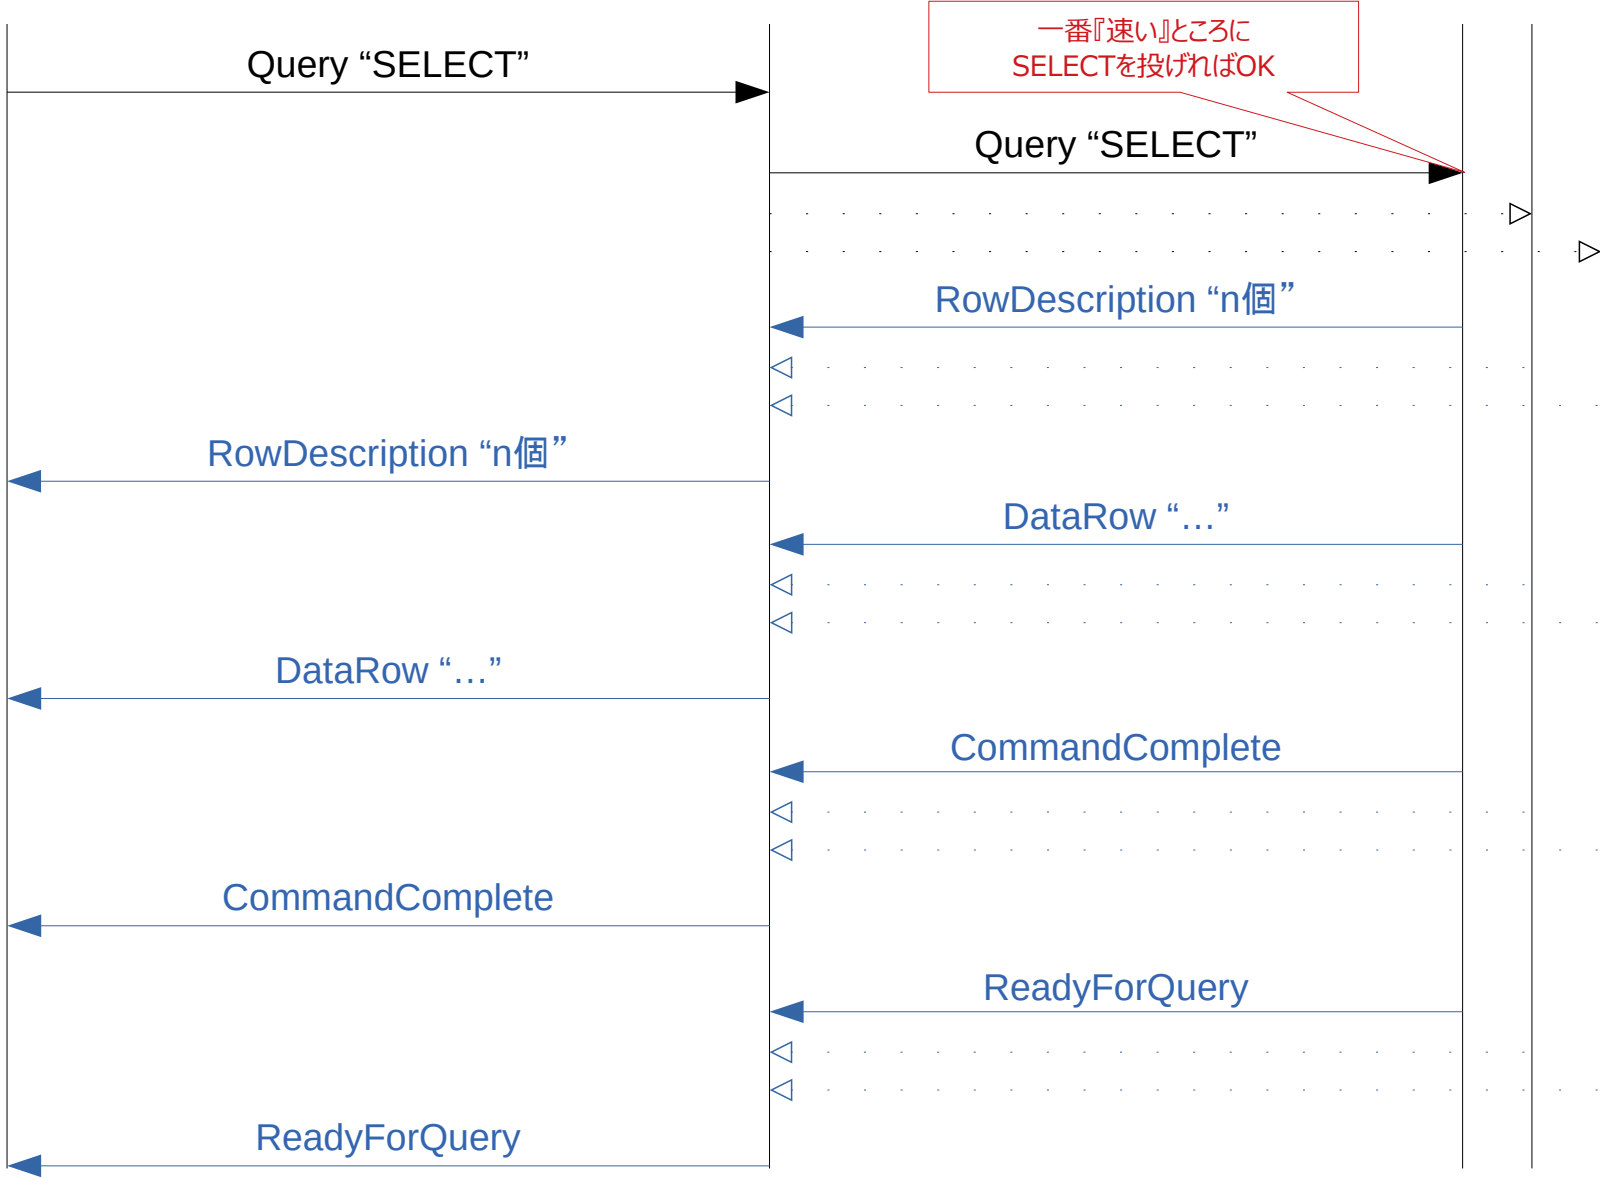 一番『速い』ところに
SELECTを投げればOK
Query “SELECT”
Query “SELECT”
RowDescription “n個”
RowDescription “n個”
DataRow “…”
DataRow “…”
CommandComplete
CommandComplete
ReadyForQuery
ReadyForQuery